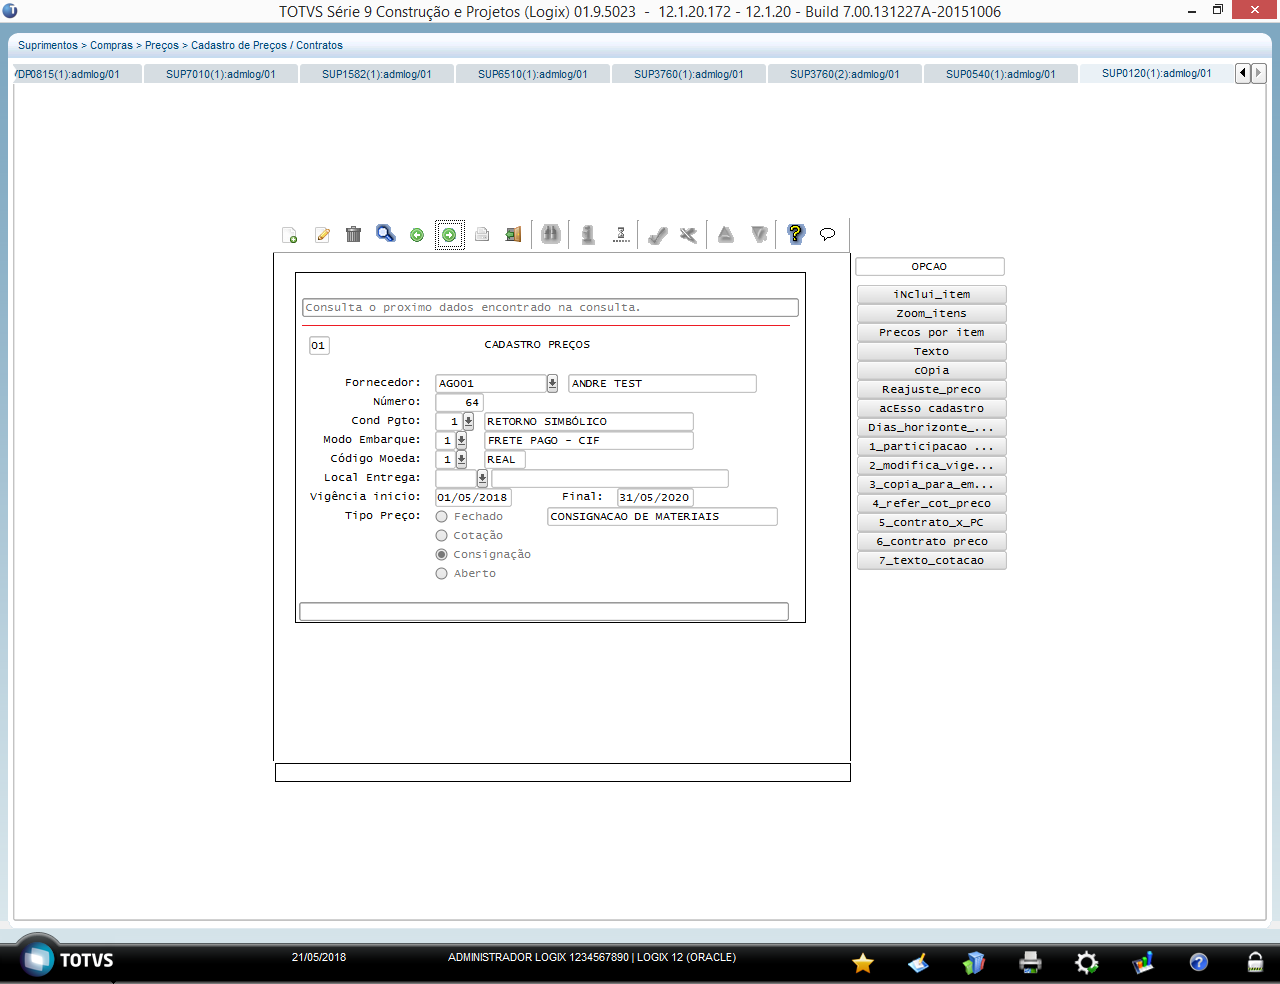 TOTVS Série 9 Construção e Projetos (Logix) 01.9.5023 - 12.1.20.172 - 12.1.20 - Build 7.00.131227A-20151006
Suprimentos > Compras > Preços > Cadastro de Preços / Contratos
VDP0815(1):admlog/01 SUP7010(1):admlog/01 SUP1582(1):admlog/01 SUP6510(1):admlog/01 SUP3760(1):admlog/01 SUP3760(2):admlog/01 SUP0540(1):admlog/01 SUP0120(1):admlog/01
OPCAO
iNclui_item
Zoom_itens
Precos por item
Texto
cOpia
Reajuste_preco
acEsso cadastro
Dias_horizonte_...
1_participacao ...
2_modifica_vige...
3_copia_para_em...
4_refer_cot_preco
5_contrato_x_PC
6_contrato preco
7_texto_cotacao
Consulta o proximo dados encontrado na consulta.
01 CADASTRO PREÇOS
Fornecedor: AG001 ANDRE TEST
Número: 64
Cond Pgto: 1 RETORNO SIMBÓLICO
Modo Embarque: 1 FRETE PAGO - CIF
Código Moeda: 1 REAL
Local Entrega:
Vigência inicio: 01/05/2018 Final: 31/05/2020
Tipo Preço: Fechado CONSIGNACAO DE MATERIAIS
Cotação
Consignação
Aberto
TOTVS 21/05/2018 ADMINISTRADOR LOGIX 1234567890 | LOGIX 12 (ORACLE)